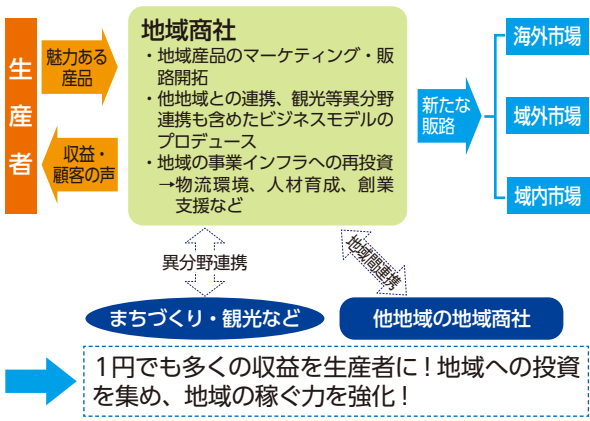 生産者
魅力ある
産品
収益・
顧客の声
地域商社
・地域産品のマーケティング・販
路開拓
・他地域との連携、観光等異分野
連携も含めたビジネスモデルの
プロデュース
・地域の事業インフラへの再投資
→物流環境、人材育成、創業
支援など
新たな
販路
海外市場
域外市場
域内市場
異分野連携
地域間連携
まちづくり・観光など
他地域の地域商社
1円でも多くの収益を生産者に！地域への投資
を集め、地域の稼ぐ力を強化！